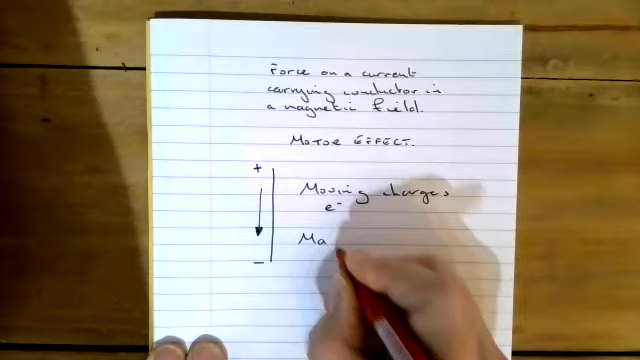 Force on a current
carrying conductor in
a magnetic field.
MOTOR EFFECT.
+
Moving charges
e-
Ma
−